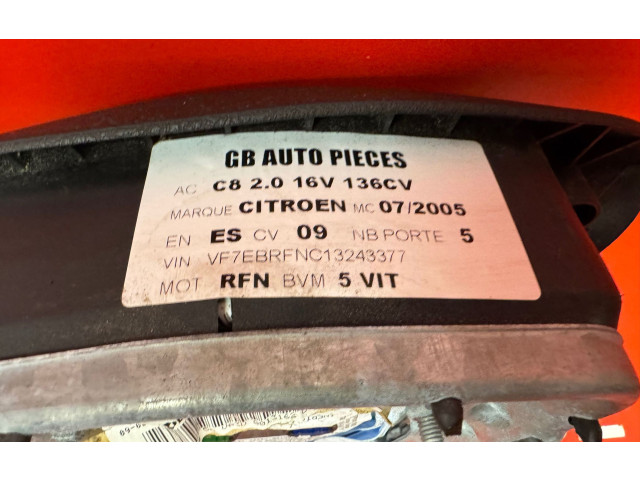 GB AUTO PIECES
AC C8 2.0 16V 136CV
MARQUE CITROEN MC 07/2005
EN ES CV 09 NB PORTE 5
VIN VF7EBRFNC13243377
MOT RFN BVM 5 VIT